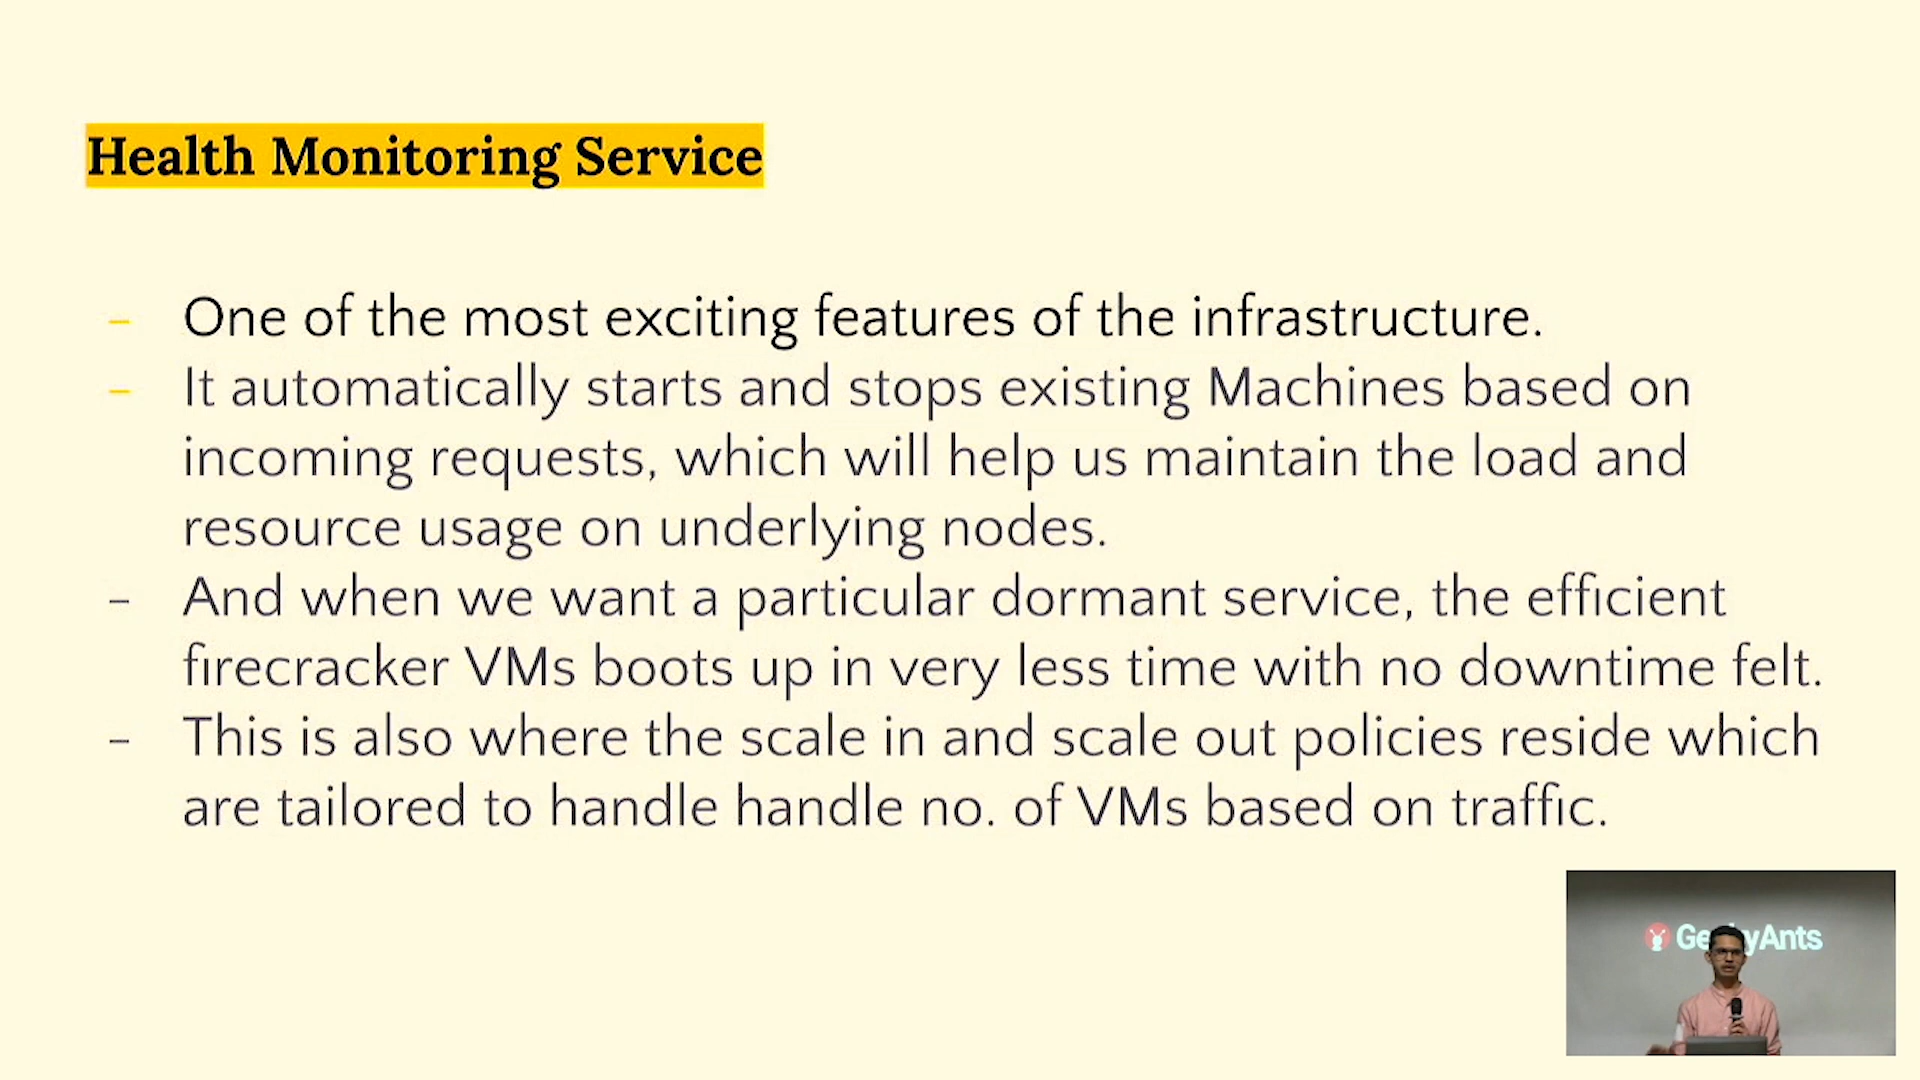 Health Monitoring Service
- One of the most exciting features of the infrastructure.
- It automatically starts and stops existing Machines based on
incoming requests, which will help us maintain the load and
resource usage on underlying nodes.
- And when we want a particular dormant service, the efficient
firecracker VMs boots up in very less time with no downtime felt.
- This is also where the scale in and scale out policies reside which
are tailored to handle handle no. of VMs based on traffic.